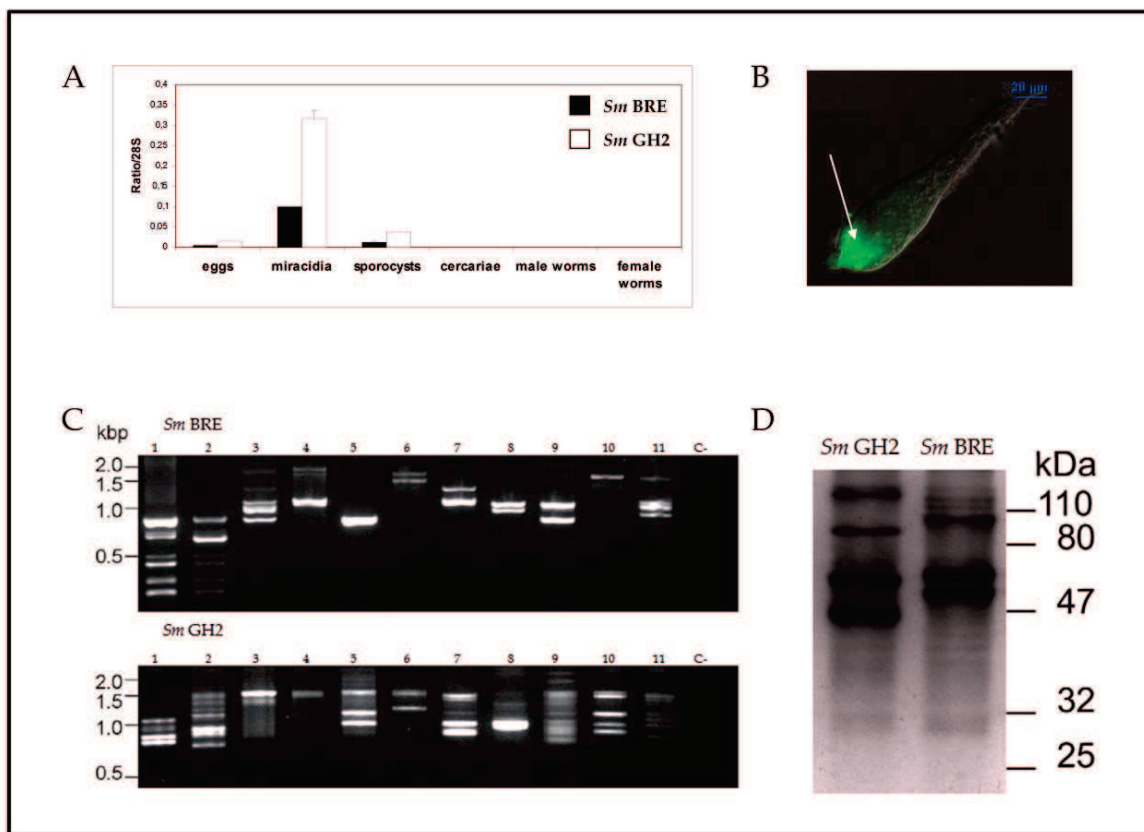 A
B
0,4
0,35
0,3
0,25
0,2
0,15
0,1
0,05
0
Ratio/28S
Sm BRE
Sm GH2
eggs miracidia sporocysts cercariae male worms female worms
20 µm
C
kbp
Sm BRE
1 2 3 4 5 6 7 8 9 10 11 C-
2.0
1.5
1.0
0.5
Sm GH2
1 2 3 4 5 6 7 8 9 10 11 C-
2.0
1.5
1.0
0.5
D
Sm GH2 Sm BRE
kDa
110
80
47
32
25